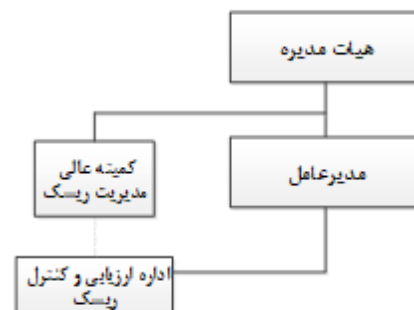 هیات مدیره
کمیته عالی
مدیریت ریسک
مدیرعامل
اداره ارزیابی و کنترل
ریسک